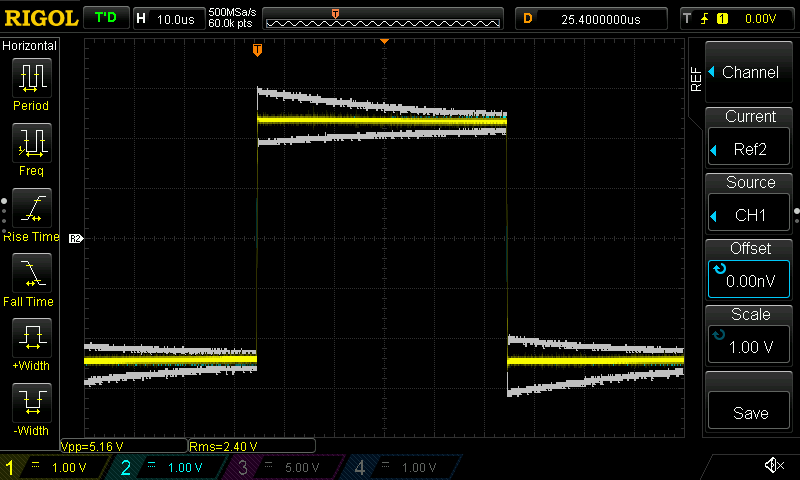 RIGOL T'D H 10.0us 500MSa/s 60.0k pts T D 25.4000000us T 1 0.00V
Horizontal
Period
Freq
Rise Time
Fall Time
+Width
-Width
T
R2
REF
Channel
Current
Ref2
Source
CH1
Offset
0.00nV
Scale
1.00 V
Save
Vpp=5.16 V Rms=2.40 V
1 = 1.00 V 2 = 1.00 V 3 = 5.00 V 4 = 1.00 V